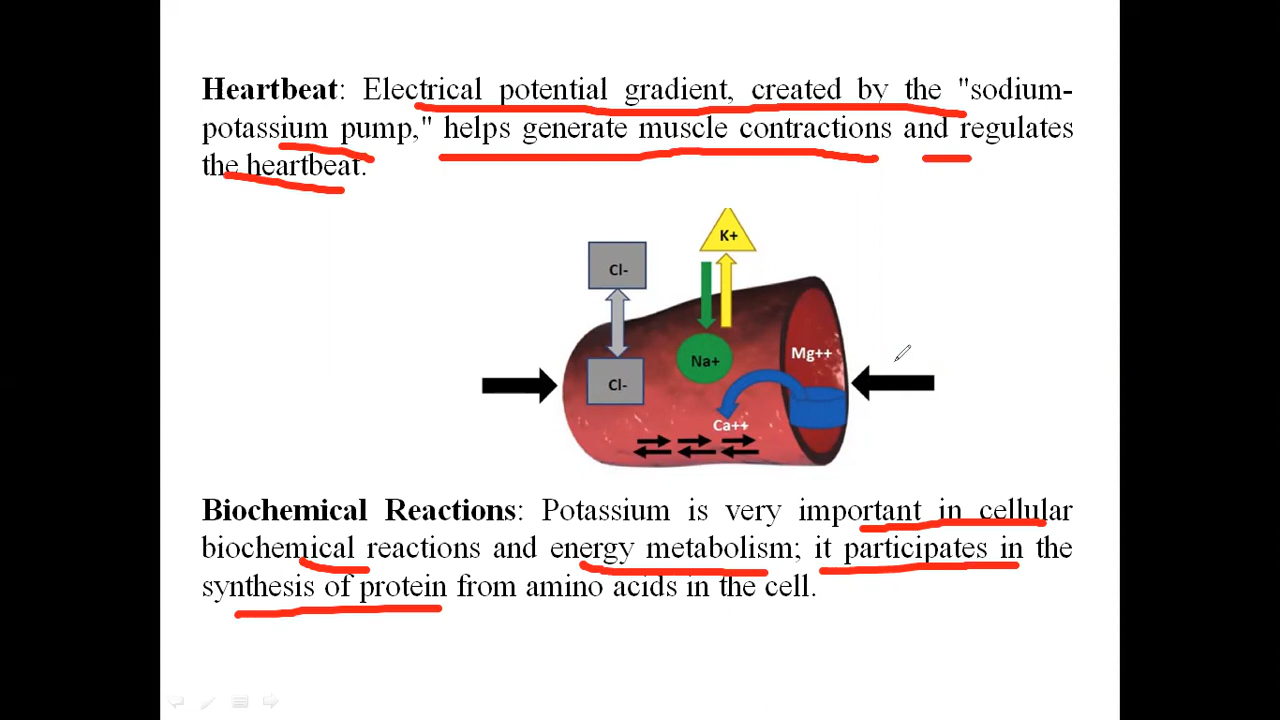 Heartbeat: Electrical potential gradient, created by the "sodium-
potassium pump," helps generate muscle contractions and regulates
the heartbeat.
K+
Cl-
Mg++
Na+
Cl-
Ca++
Biochemical Reactions: Potassium is very important in cellular
biochemical reactions and energy metabolism; it participates in the
synthesis of protein from amino acids in the cell.